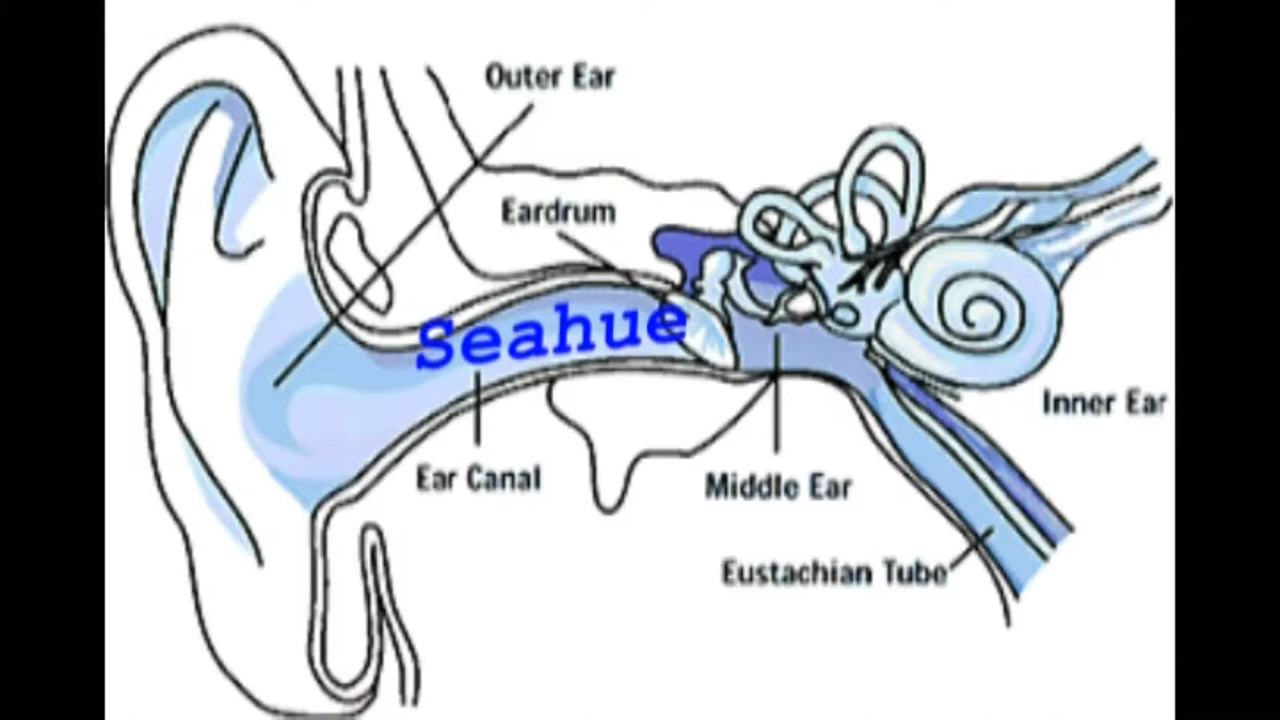 Outer Ear
Eardrum
Seahue
Inner Ear
Ear Canal
Middle Ear
Eustachian Tube